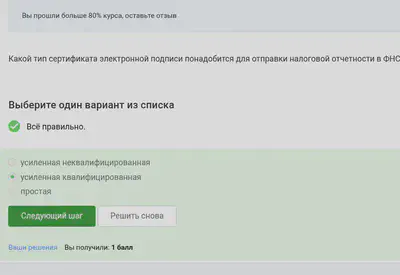 Вы прошли больше 80% курса, оставьте отзыв
Какой тип сертификата электронной подписи понадобится для отправки налоговой отчетности в ФНС
Выберите один вариант из списка
Всё правильно.
усиленная неквалифицированная
усиленная квалифицированная
простая
Следующий шаг
Решить снова
Ваши решения
Вы получили: 1 балл